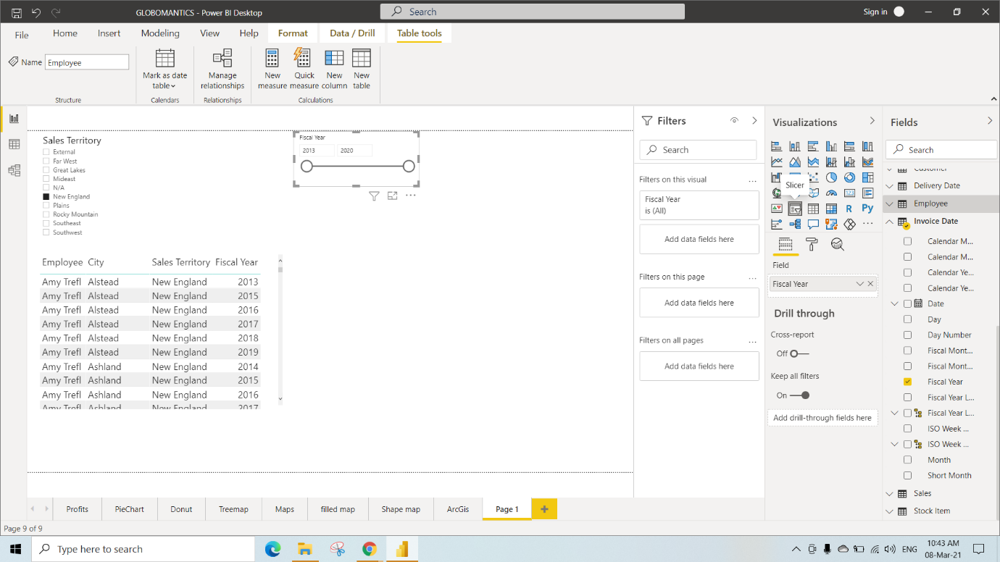 GLOBOMANTICS - Power BI Desktop
Search
Sign in
File
Home
Insert
Modeling
View
Help
Format
Data / Drill
Table tools
Name
Employee
Mark as date
table
Manage
relationships
New
measure
Quick
measure
New
column
New
table
Structure
Calendars
Relationships
Calculations
Sales Territory
External
Far West
Great Lakes
Mideast
N/A
New England
Plains
Rocky Mountain
Southeast
Southwest
Fiscal Year
2013
2020
Employee City Sales Territory Fiscal Year
Amy Trefl Alstead New England 2013
Amy Trefl Alstead New England 2015
Amy Trefl Alstead New England 2016
Amy Trefl Alstead New England 2017
Amy Trefl Alstead New England 2018
Amy Trefl Alstead New England 2019
Amy Trefl Ashland New England 2014
Amy Trefl Ashland New England 2015
Amy Trefl Ashland New England 2016
Amy Trefl Ashland New England 2017
Filters
Search
Filters on this visual
...
Fiscal Year
is (All)
Add data fields here
Filters on this page
...
Add data fields here
Filters on all pages
...
Add data fields here
Visualizations
Slicer
R
Py
...
Field
Fiscal Year
Drill through
Cross-report
Off
Keep all filters
On
Add drill-through fields here
Fields
Search
Customer
Delivery Date
Employee
Invoice Date
Calendar M...
Calendar M...
Calendar Ye...
Calendar Ye...
Date
Day
Day Number
Fiscal Mont...
Fiscal Mont...
Fiscal Year
Fiscal Year L...
Fiscal Year L...
ISO Week ...
ISO Week ...
Month
Short Month
Sales
Stock Item
Profits
PieChart
Donut
Treemap
Maps
filled map
Shape map
ArcGis
Page 1
+
Page 9 of 9
Type here to search
ENG
10:43 AM
08-Mar-21